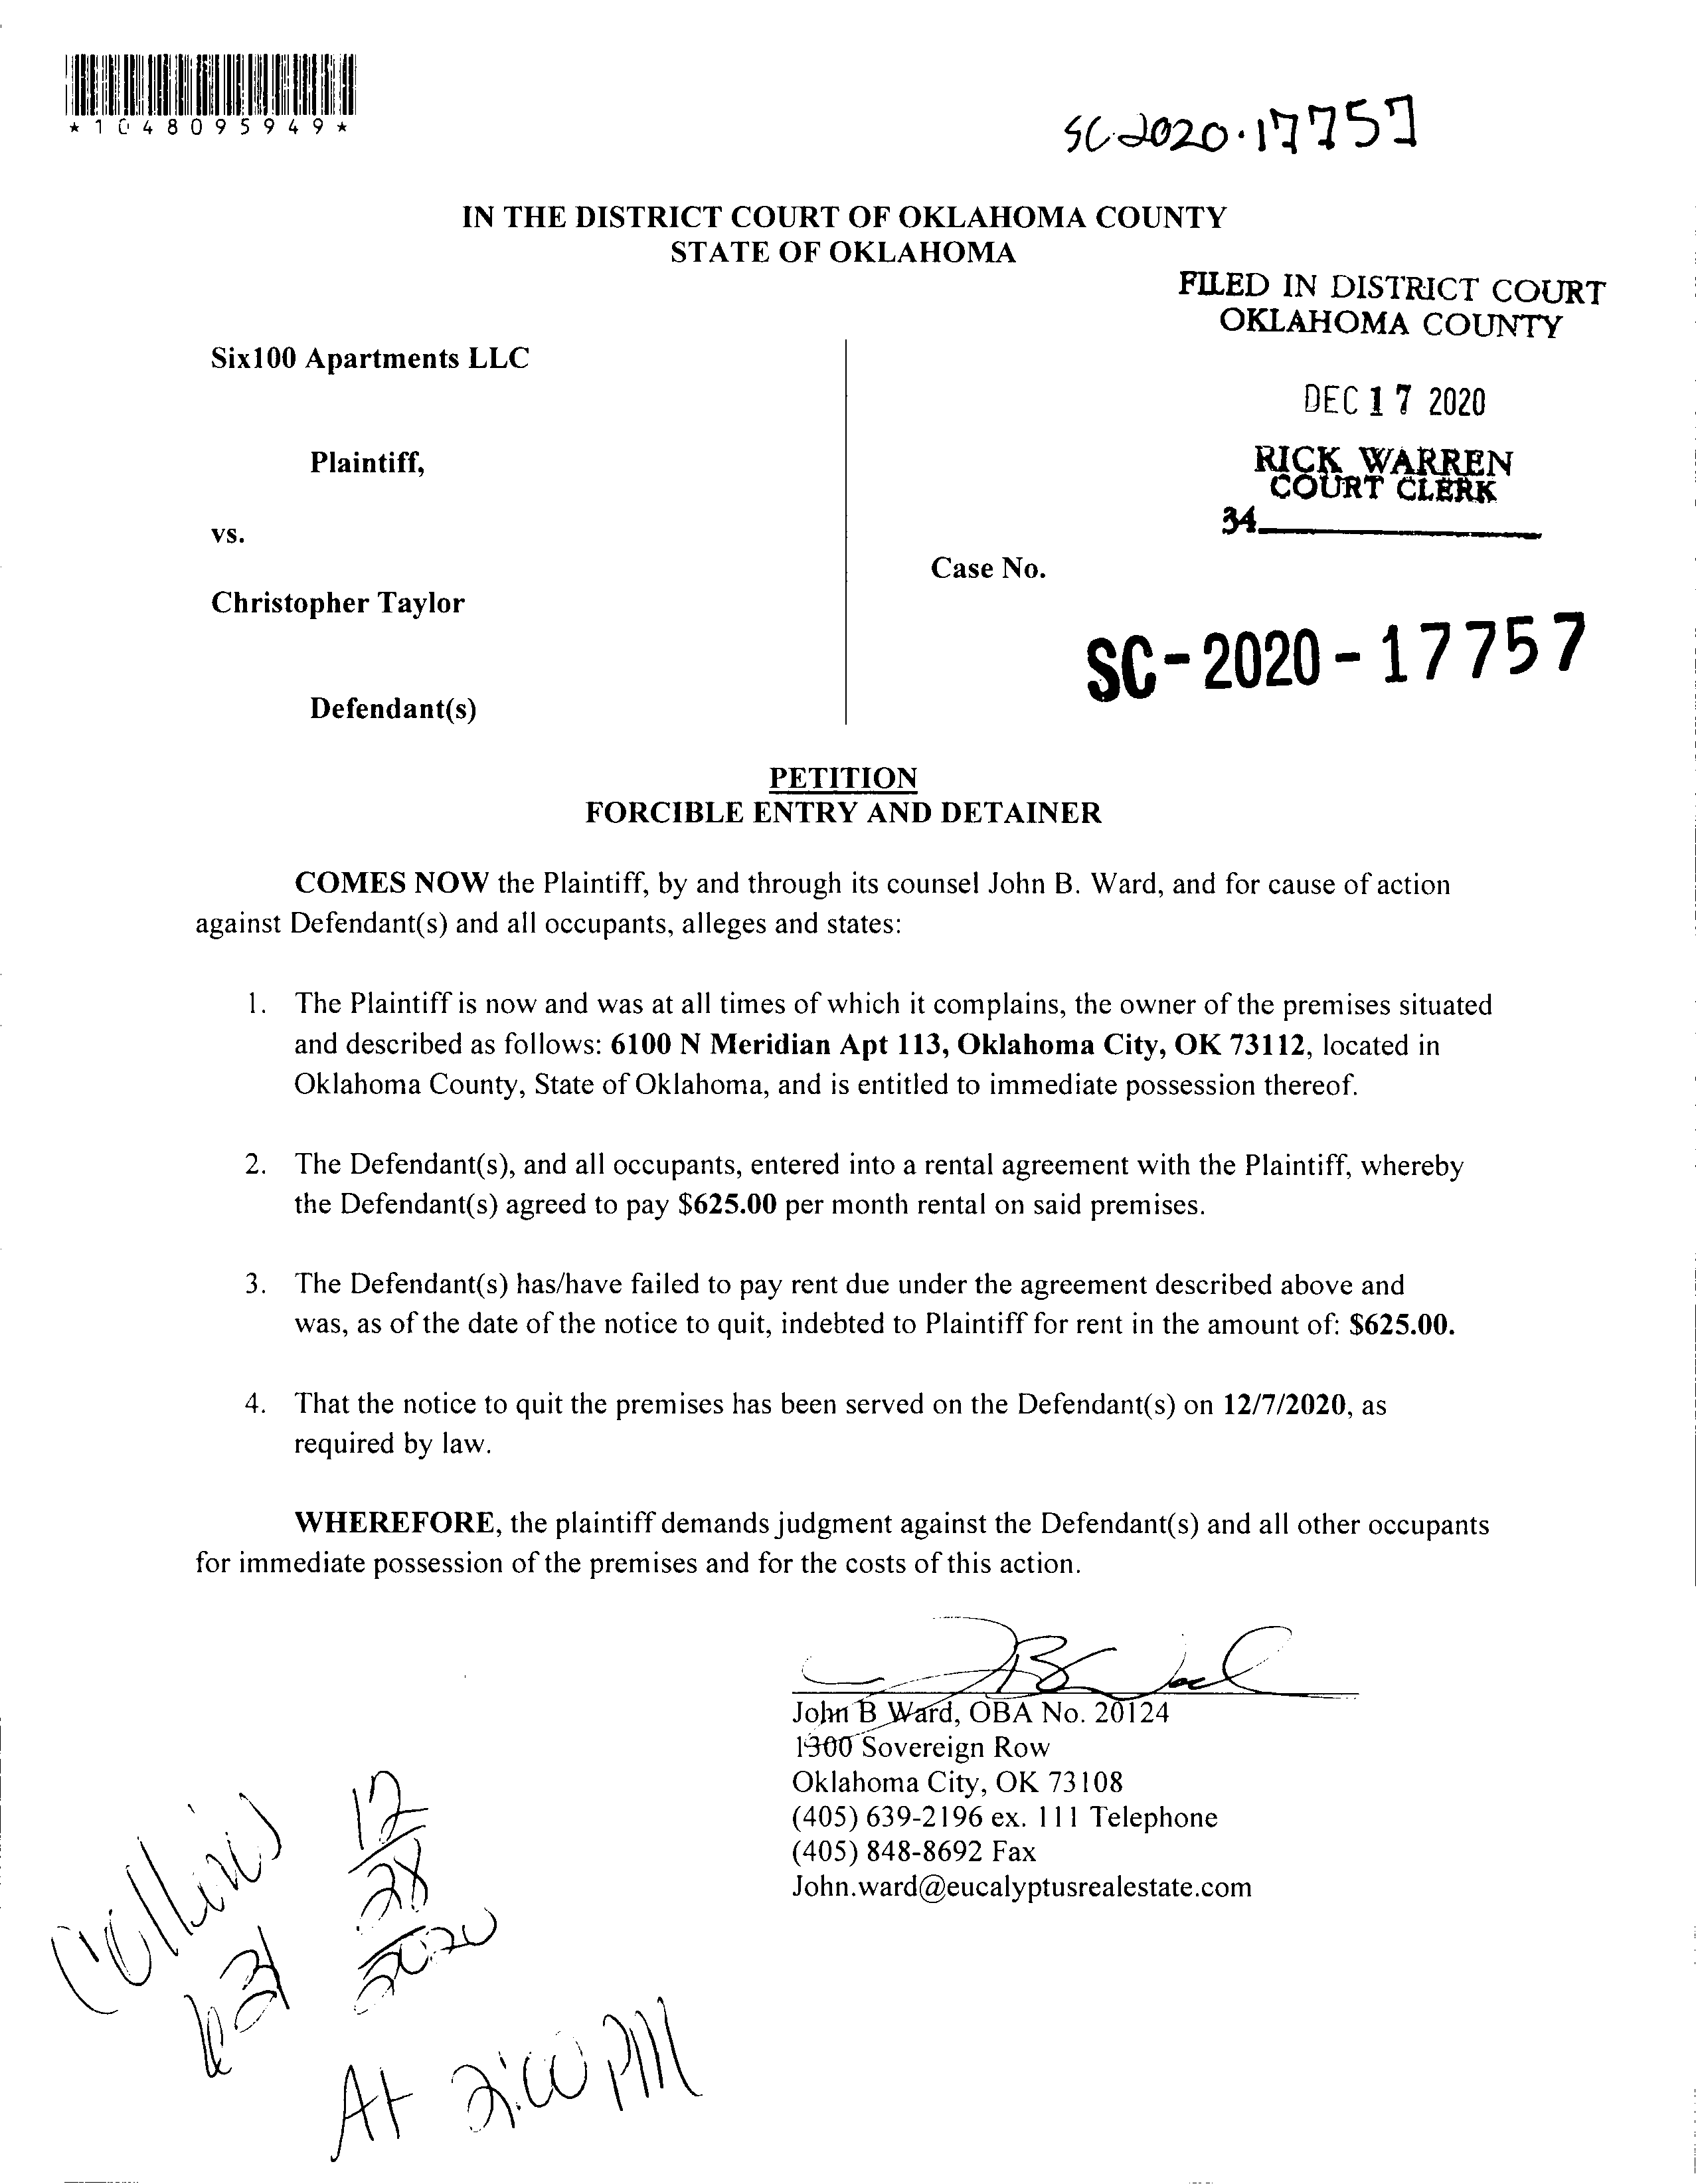 *1048095949*
SC-2020-17757
IN THE DISTRICT COURT OF OKLAHOMA COUNTY
STATE OF OKLAHOMA
FILED IN DISTRICT COURT
OKLAHOMA COUNTY
Six100 Apartments LLC
DEC 17 2020
Plaintiff,
RICK WARREN
COURT CLERK
34
vs.
Case No.
Christopher Taylor
SC-2020-17757
Defendant(s)
PETITION
FORCIBLE ENTRY AND DETAINER
COMES NOW the Plaintiff, by and through its counsel John B. Ward, and for cause of action
against Defendant(s) and all occupants, alleges and states:
1. The Plaintiff is now and was at all times of which it complains, the owner of the premises situated
and described as follows: 6100 N Meridian Apt 113, Oklahoma City, OK 73112, located in
Oklahoma County, State of Oklahoma, and is entitled to immediate possession thereof.
2. The Defendant(s), and all occupants, entered into a rental agreement with the Plaintiff, whereby
the Defendant(s) agreed to pay $625.00 per month rental on said premises.
3. The Defendant(s) has/have failed to pay rent due under the agreement described above and
was, as of the date of the notice to quit, indebted to Plaintiff for rent in the amount of: $625.00.
4. That the notice to quit the premises has been served on the Defendant(s) on 12/7/2020, as
required by law.
WHEREFORE, the plaintiff demands judgment against the Defendant(s) and all other occupants
for immediate possession of the premises and for the costs of this action.
John B Ward, OBA No. 20124
1300 Sovereign Row
Oklahoma City, OK 73108
(405) 639-2196 ex. 111 Telephone
(405) 848-8692 Fax
John.ward@eucalyptusrealestate.com
Collins
12/28/2020
At 2:00 PM